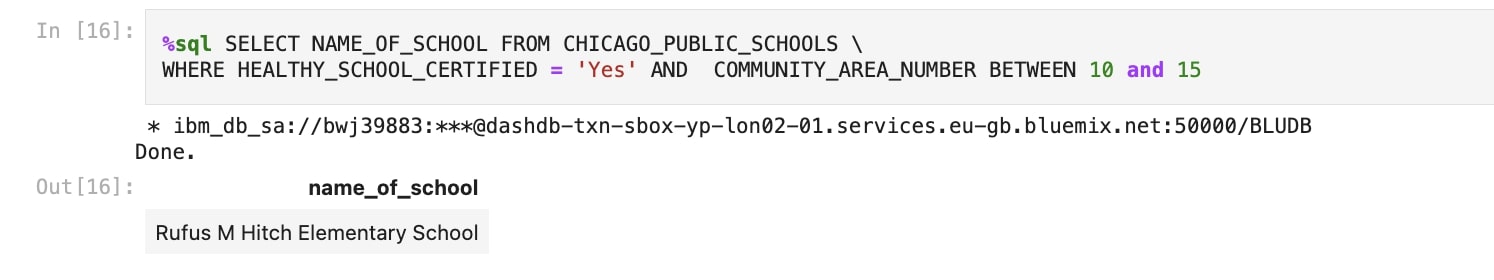 In [16]:
%sql SELECT NAME_OF_SCHOOL FROM CHICAGO_PUBLIC_SCHOOLS \
WHERE HEALTHY_SCHOOL_CERTIFIED = 'Yes' AND  COMMUNITY_AREA_NUMBER BETWEEN 10 and 15
* ibm_db_sa://bwj39883:***@dashdb-txn-sbox-yp-lon02-01.services.eu-gb.bluemix.net:50000/BLUDB
Done.
Out[16]:
name_of_school
Rufus M Hitch Elementary School